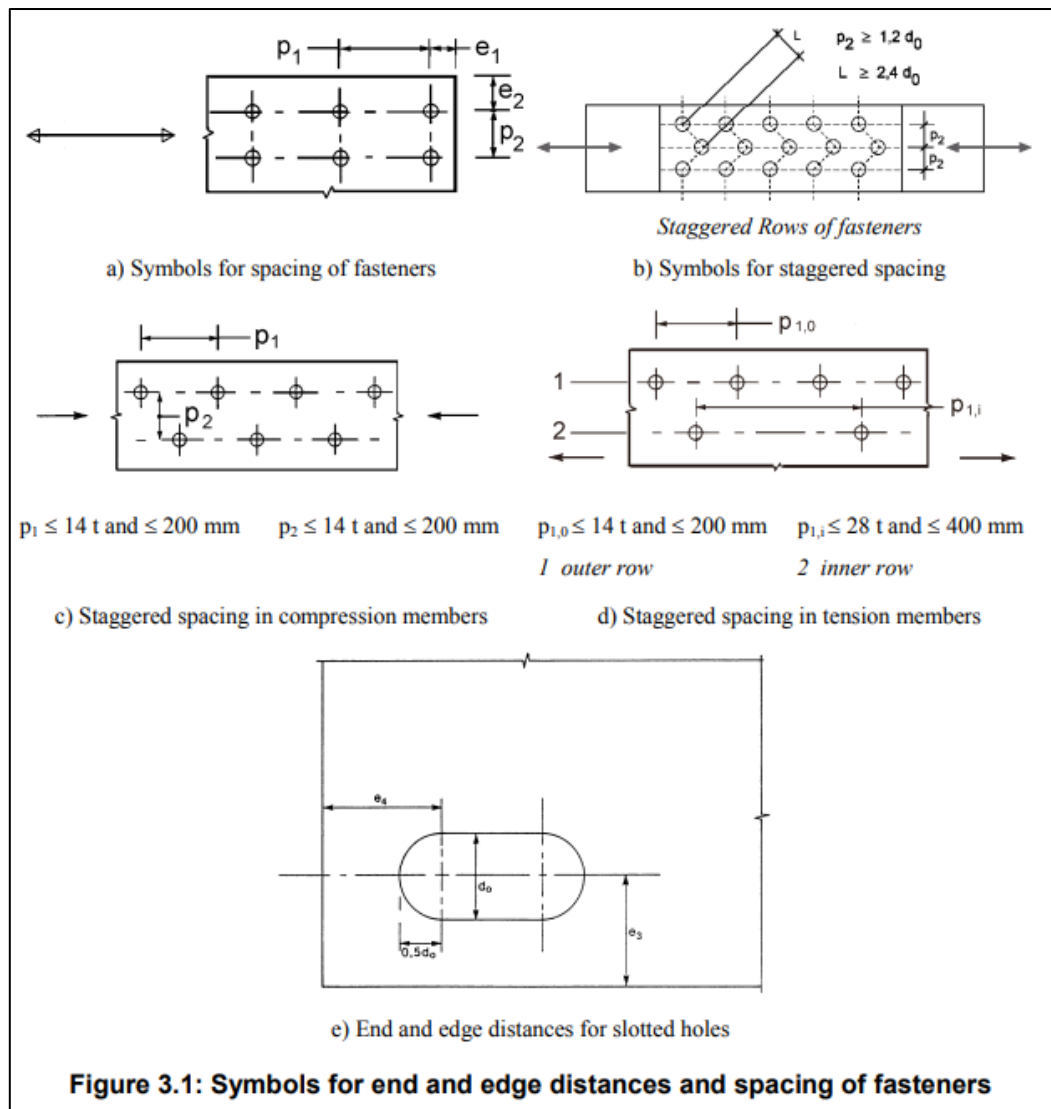 p1
e1
e2
p2
L
p2 ≥ 1,2 d0
L ≥ 2,4 d0
p2
p2
Staggered Rows of fasteners
a) Symbols for spacing of fasteners
b) Symbols for staggered spacing
p1
p2
p1,0
1
p1,i
2
p1 ≤ 14 t and ≤ 200 mm p2 ≤ 14 t and ≤ 200 mm
p1,0 ≤ 14 t and ≤ 200 mm p1,i ≤ 28 t and ≤ 400 mm
1 outer row 2 inner row
c) Staggered spacing in compression members
d) Staggered spacing in tension members
e4
do
0,5do
e3
e) End and edge distances for slotted holes
Figure 3.1: Symbols for end and edge distances and spacing of fasteners